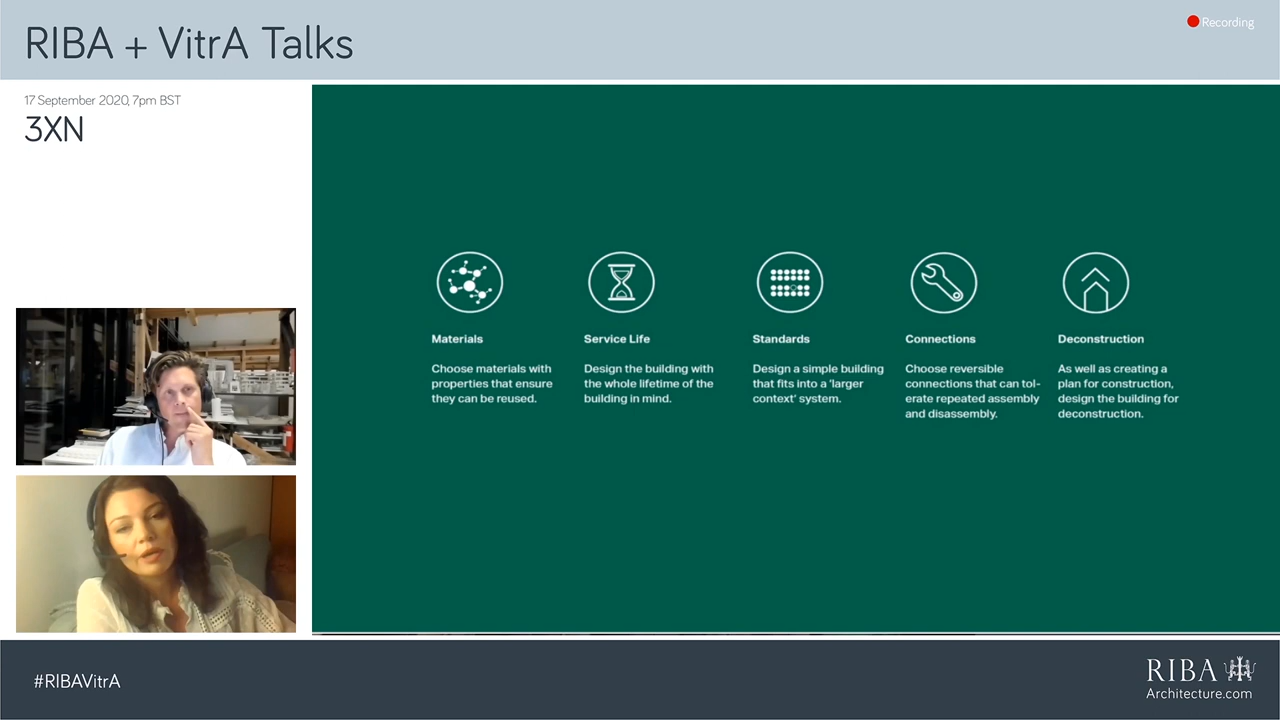 RIBA + VitrA Talks
Recording
17 September 2020, 7pm BST
3XN
Materials
Choose materials with
properties that ensure
they can be reused.
Service Life
Design the building with
the whole lifetime of the
building in mind.
Standards
Design a simple building
that fits into a ‘larger
context’ system.
Connections
Choose reversible
connections that can tol-
erate repeated assembly
and disassembly.
Deconstruction
As well as creating a
plan for construction,
design the building for
deconstruction.
#RIBAVitrA
RIBA
Architecture.com